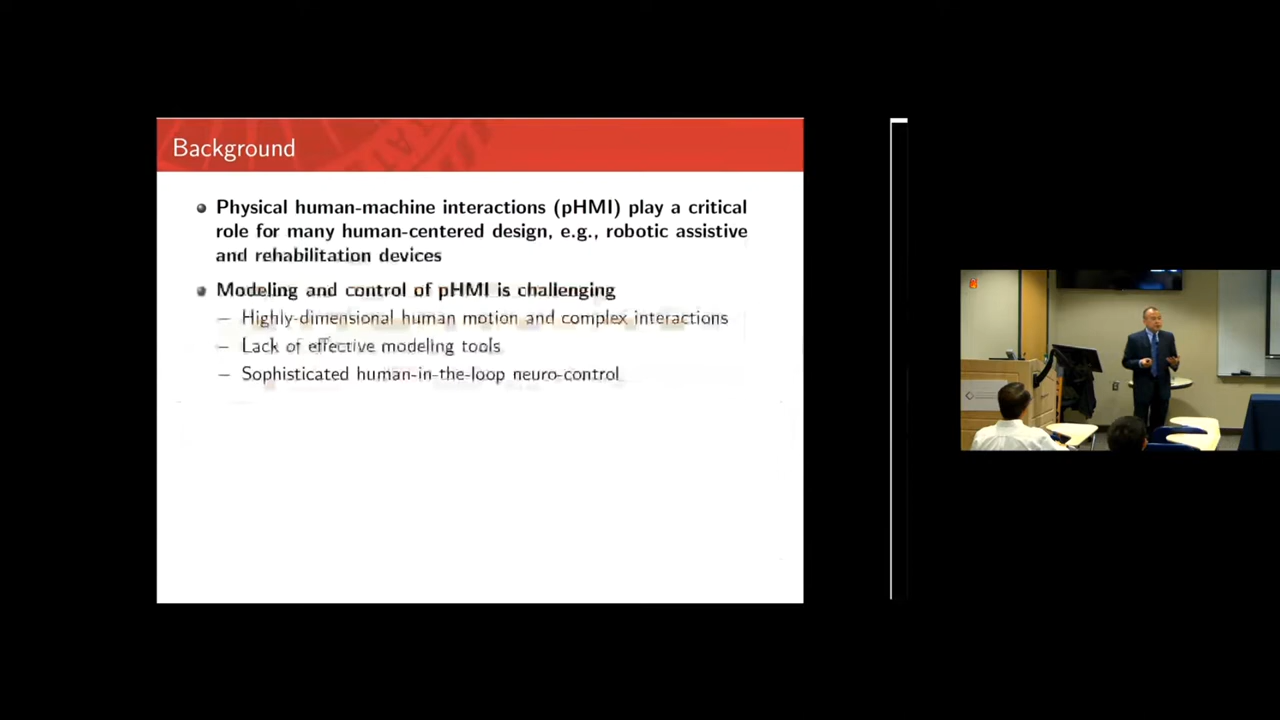 Background
Physical human-machine interactions (pHMI) play a critical
role for many human-centered design, e.g., robotic assistive
and rehabilitation devices
Modeling and control of pHMI is challenging
– Highly-dimensional human motion and complex interactions
– Lack of effective modeling tools
– Sophisticated human-in-the-loop neuro-control